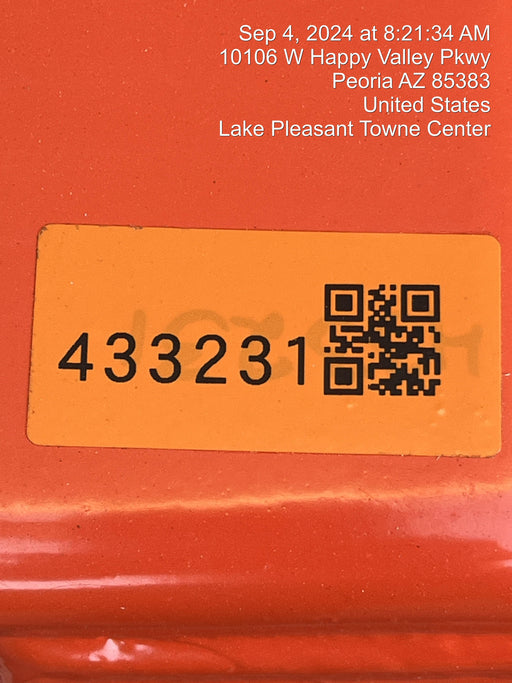 Sep 4, 2024 at 8:21:34 AM
10106 W Happy Valley Pkwy
Peoria AZ 85383
United States
Lake Pleasant Towne Center
433231